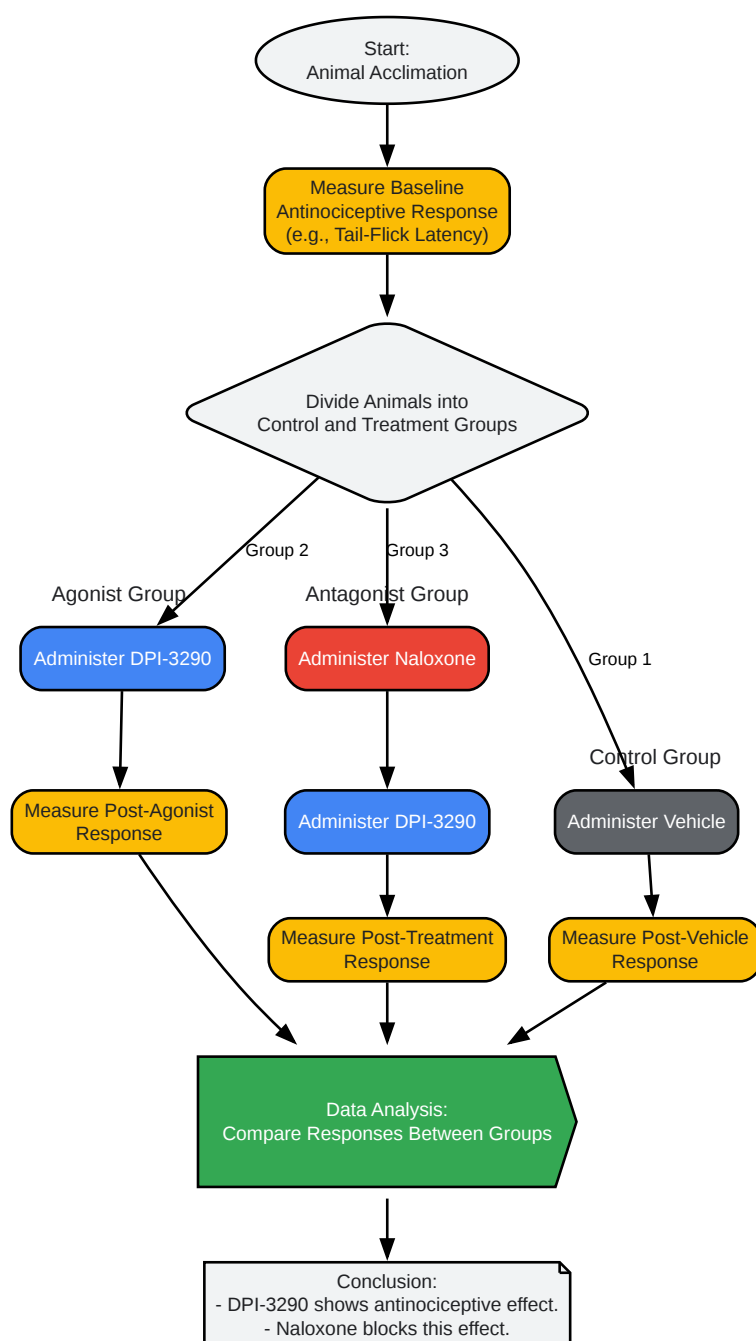 Start:
Animal Acclimation
Measure Baseline
Antinociceptive Response
(e.g., Tail-Flick Latency)
Divide Animals into
Control and Treatment Groups
Group 2
Group 3
Agonist Group
Antagonist Group
Administer DPI-3290
Administer Naloxone
Group 1
Control Group
Measure Post-Agonist
Response
Administer DPI-3290
Administer Vehicle
Measure Post-Treatment
Response
Measure Post-Vehicle
Response
Data Analysis:
Compare Responses Between Groups
Conclusion:
- DPI-3290 shows antinociceptive effect.
- Naloxone blocks this effect.